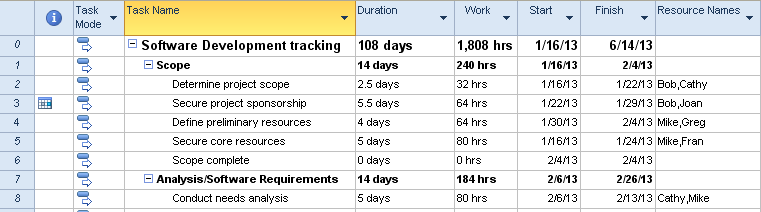 Task Mode Task Name Duration Work Start Finish Resource Names
0 Software Development tracking 108 days 1,808 hrs 1/16/13 6/14/13
1 Scope 14 days 240 hrs 1/16/13 2/4/13
2 Determine project scope 2.5 days 32 hrs 1/16/13 1/22/13 Bob,Cathy
3 Secure project sponsorship 5.5 days 64 hrs 1/22/13 1/29/13 Bob,Joan
4 Define preliminary resources 4 days 64 hrs 1/30/13 2/4/13 Mike,Greg
5 Secure core resources 5 days 80 hrs 1/16/13 1/24/13 Mike,Fran
6 Scope complete 0 days 0 hrs 2/4/13 2/4/13
7 Analysis/Software Requirements 14 days 184 hrs 2/6/13 2/26/13
8 Conduct needs analysis 5 days 80 hrs 2/6/13 2/13/13 Cathy,Mike